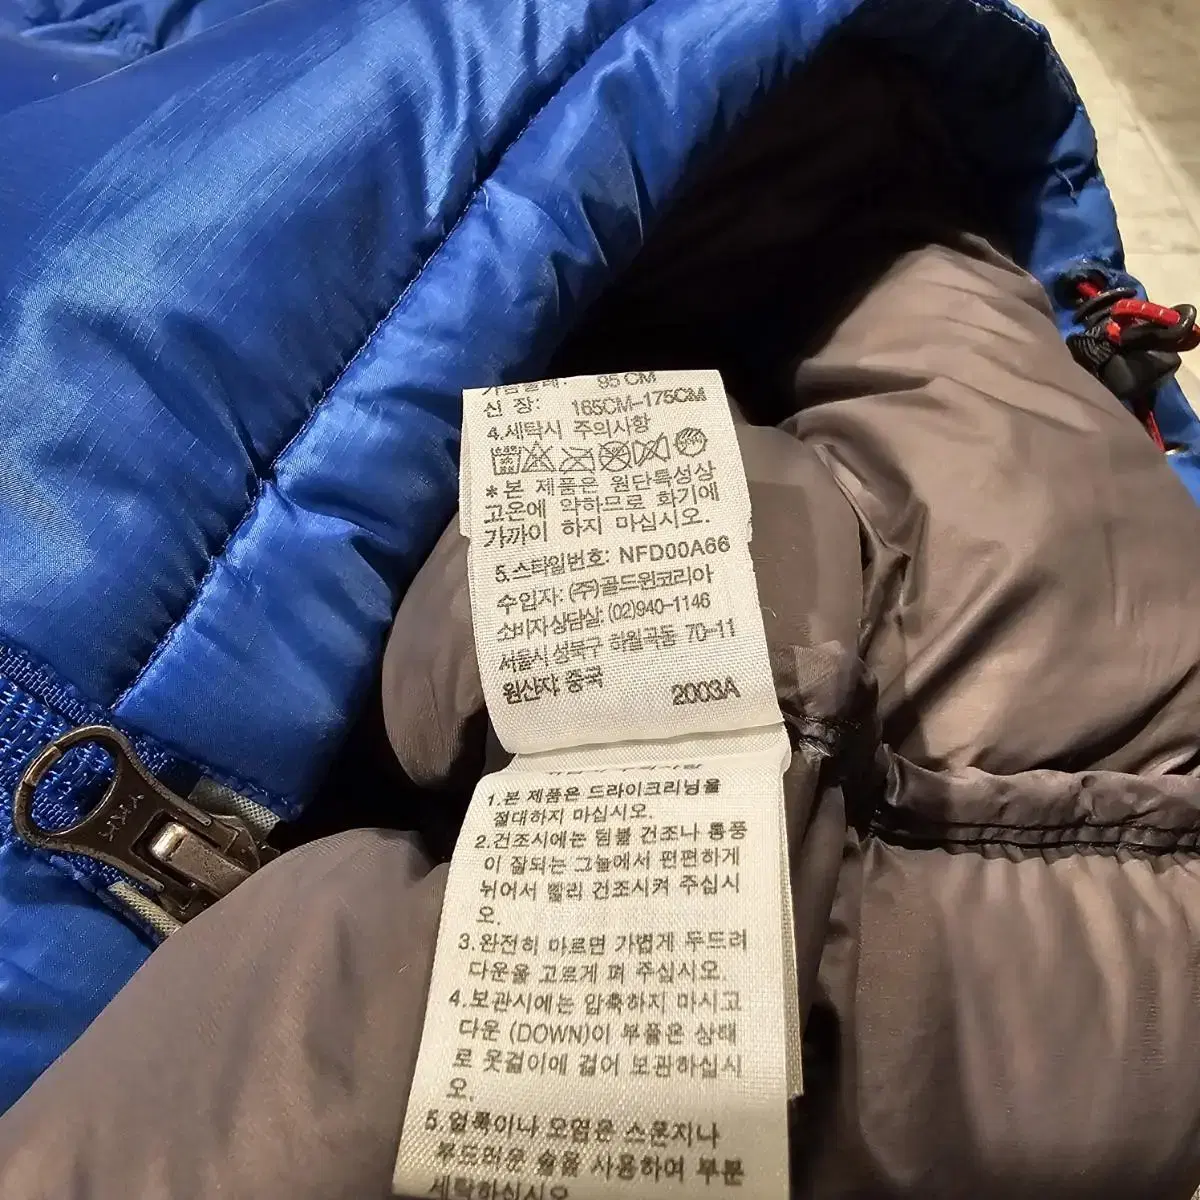 가슴둘레: 95 CM
신 장: 165CM-175CM
4.세탁시 주의사항
*본 제품은 원단특성상
고온에 약하므로 화기에
가까이 하지 마십시오.
5.스타일번호: NFD00A66
수입자: (주)골드윈코리아
소비자상담실: (02)940-1146
서울시 성북구 하월곡동 70-11
원산지 중국 2003A
1.본 제품은 드라이크리닝을
절대하지 마십시오.
2.건조시에는 텀블 건조나 통풍
이 잘되는 그늘에서 편편하게
뉘어서 빨리 건조시켜 주십시
오.
3.완전히 마르면 가볍게 두드려
다운을 고르게 펴 주십시오.
4.보관시에는 압축하지 마시고
다운 (DOWN)이 부풀은 상태
로 옷걸이에 걸어 보관하십시
오.
5.얼룩이나 오염은 스폰지나
부드러운 솔을 사용하여 부분
세탁하십시오
YKK